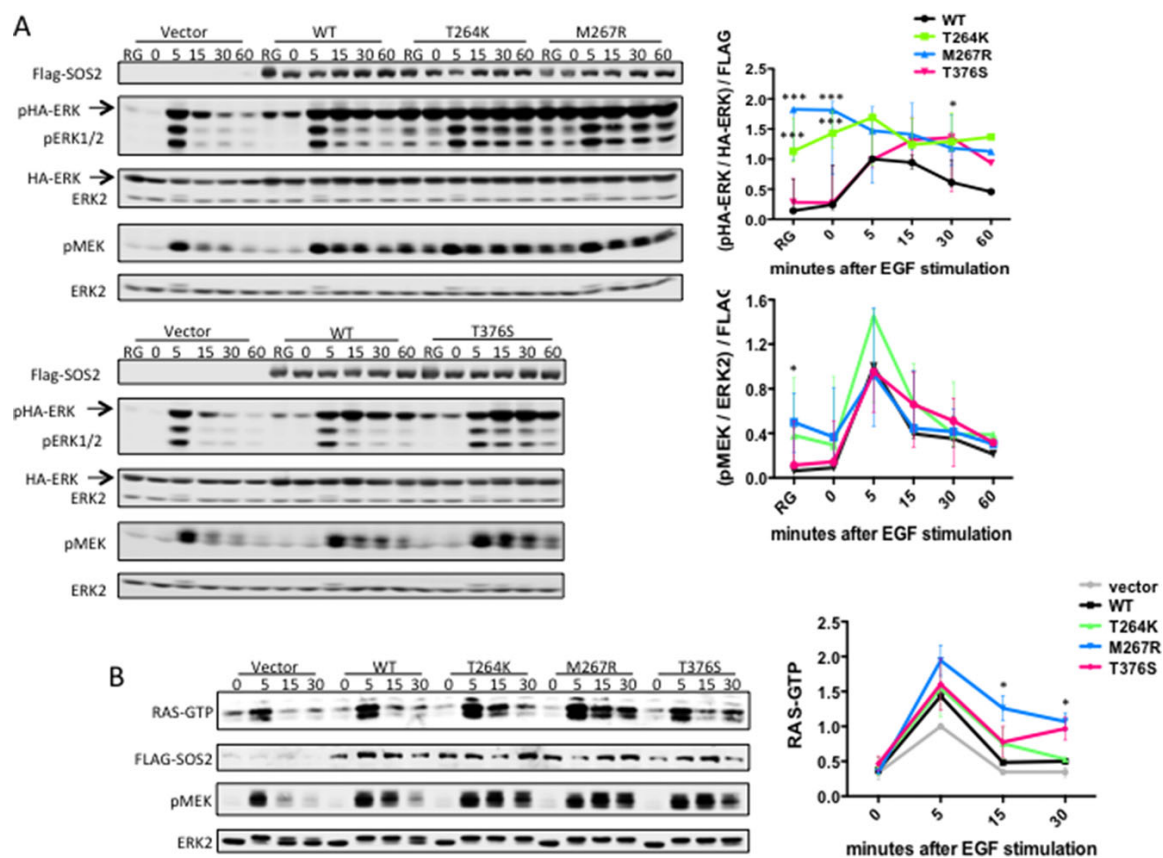 A
Vector WT T264K M267R
RG 0 5 15 30 60 RG 0 5 15 30 60 RG 0 5 15 30 60 RG 0 5 15 30 60
Flag-SOS2
pHA-ERK
pERK1/2
HA-ERK
ERK2
pMEK
ERK2
WT
T264K
M267R
T376S
(pHA-ERK / HA-ERK) / FLAG
2.5
2.0
1.5
1.0
0.5
0.0
*** ***
***
*** *
RG 0 5 15 30 60
minutes after EGF stimulation
Vector WT T376S
RG 0 5 15 30 60 RG 0 5 15 30 60 RG 0 5 15 30 60
Flag-SOS2
pHA-ERK
pERK1/2
HA-ERK
ERK2
pMEK
ERK2
(pMEK / ERK2) / FLAG
1.6
1.2
0.8
0.4
0.0
*
RG 0 5 15 30 60
minutes after EGF stimulation
B
Vector WT T264K M267R T376S
0 5 15 30 0 5 15 30 0 5 15 30 0 5 15 30 0 5 15 30
RAS-GTP
FLAG-SOS2
pMEK
ERK2
vector
WT
T264K
M267R
T376S
RAS-GTP
2.5
2.0
1.5
1.0
0.5
0.0
* *
0 5 15 30
minutes after EGF stimulation